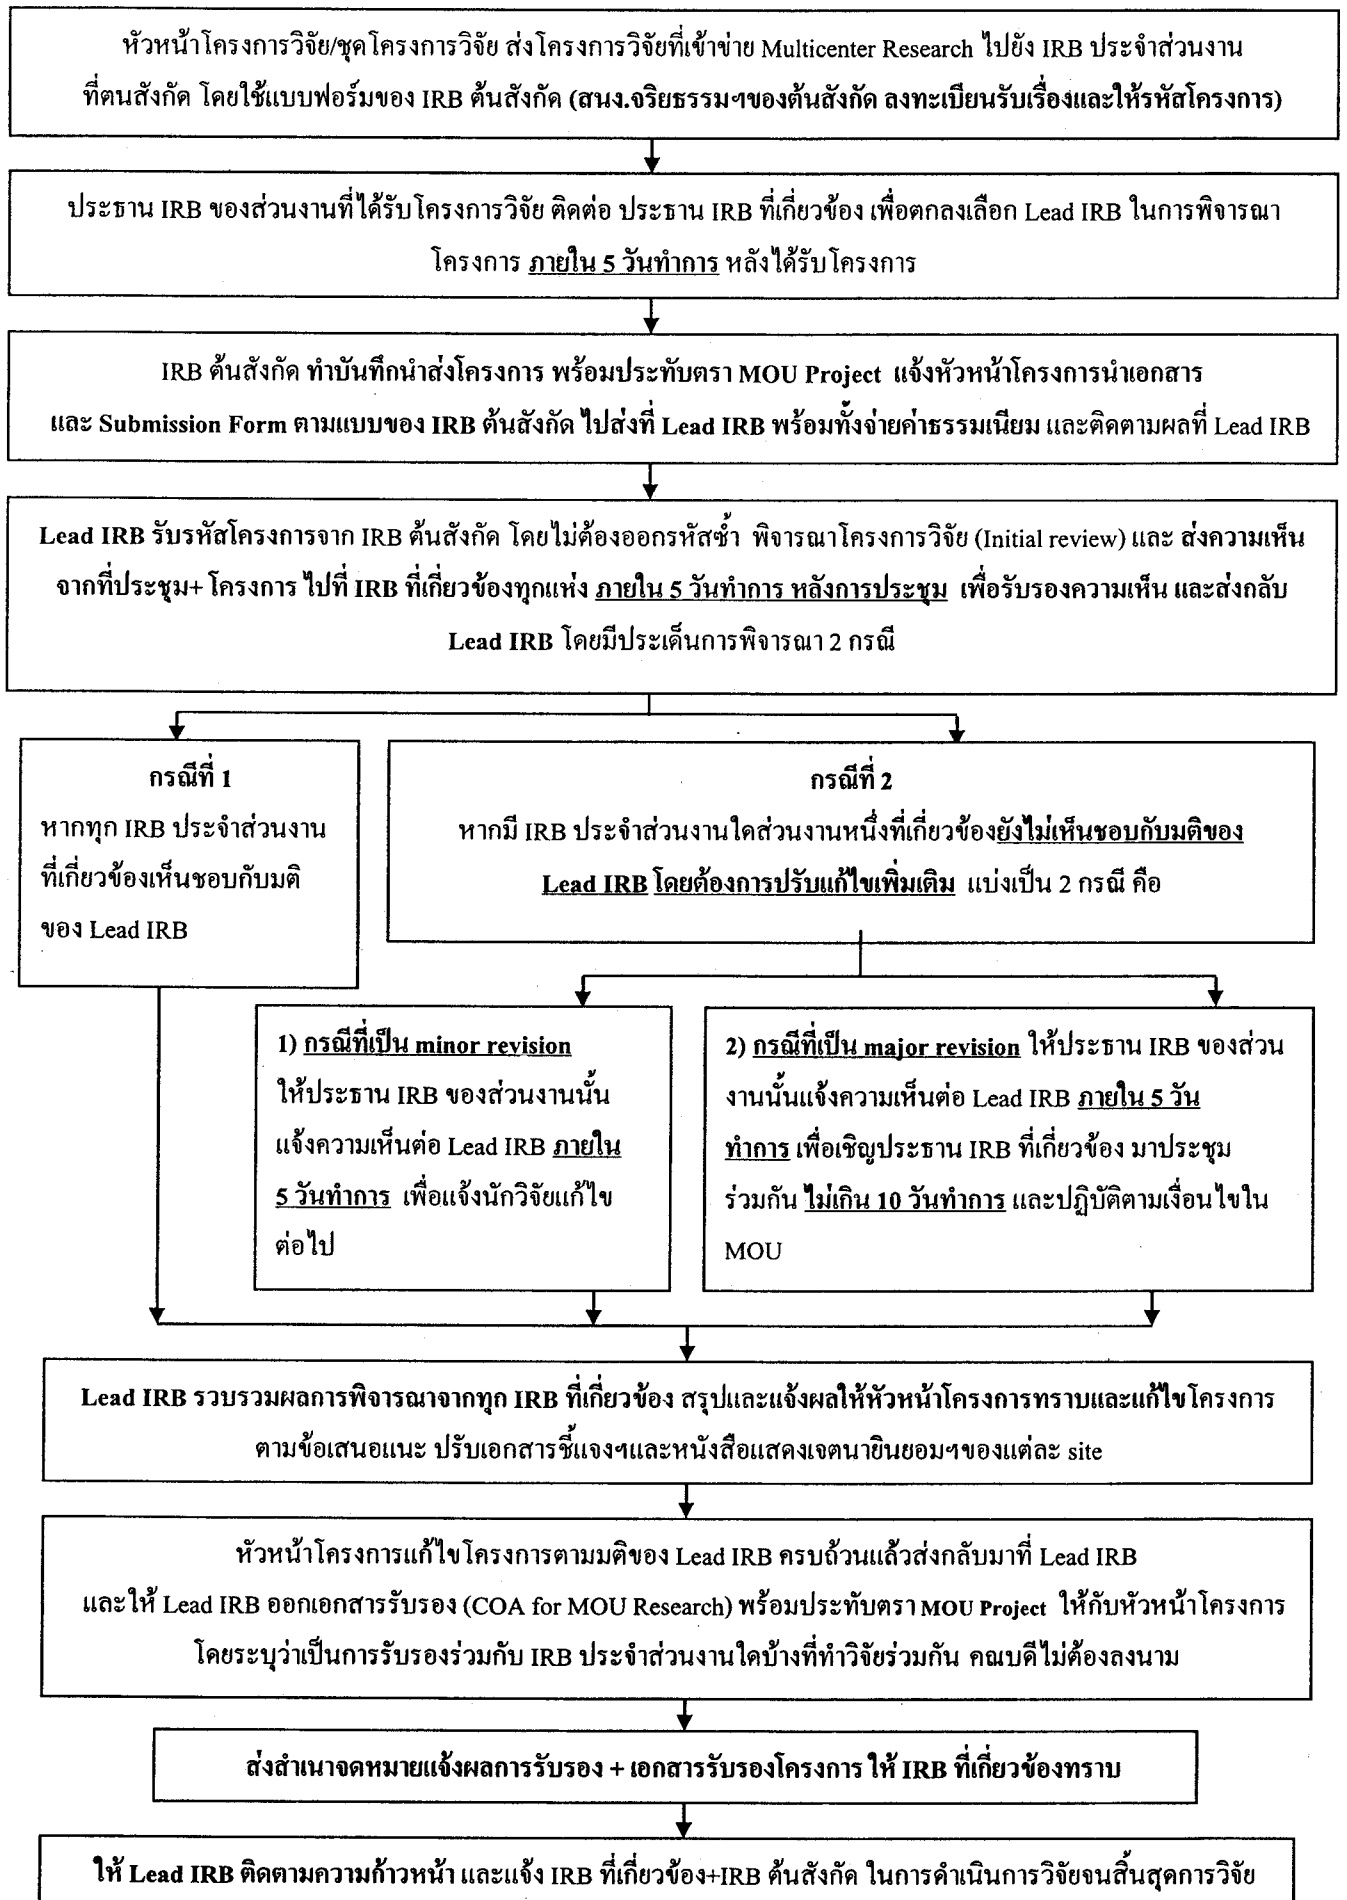 หัวหน้าโครงการวิจัย/ชุดโครงการวิจัย ส่งโครงการวิจัยที่เข้าข่าย Multicenter Research ไปยัง IRB ประจำส่วนงาน
ที่ตนสังกัด โดยใช้แบบฟอร์มของ IRB ต้นสังกัด (สนง.จริยธรรมฯของต้นสังกัด ลงทะเบียนรับเรื่องและให้รหัสโครงการ)
ประธาน IRB ของส่วนงานที่ได้รับโครงการวิจัย ติดต่อ ประธาน IRB ที่เกี่ยวข้อง เพื่อตกลงเลือก Lead IRB ในการพิจารณา
โครงการ ภายใน 5 วันทำการ หลังได้รับโครงการ
IRB ต้นสังกัด ทำบันทึกนำส่งโครงการ พร้อมประทับตรา MOU Project แจ้งหัวหน้าโครงการนำเอกสาร
และ Submission Form ตามแบบของ IRB ต้นสังกัด ไปส่งที่ Lead IRB พร้อมทั้งจ่ายค่าธรรมเนียม และติดตามผลที่ Lead IRB
Lead IRB รับรหัสโครงการจาก IRB ต้นสังกัด โดยไม่ต้องออกรหัสซ้ำ พิจารณาโครงการวิจัย (Initial review) และ ส่งความเห็น
จากที่ประชุม+ โครงการ ไปที่ IRB ที่เกี่ยวข้องทุกแห่ง ภายใน 5 วันทำการ หลังการประชุม เพื่อรับรองความเห็น และส่งกลับ
Lead IRB โดยมีประเด็นการพิจารณา 2 กรณี
กรณีที่ 1
หากทุก IRB ประจำส่วนงาน
ที่เกี่ยวข้องเห็นชอบกับมติ
ของ Lead IRB
กรณีที่ 2
หากมี IRB ประจำส่วนงานใดส่วนงานหนึ่งที่เกี่ยวข้องยังไม่เห็นชอบกับมติของ
Lead IRB โดยต้องการปรับแก้ไขเพิ่มเติม แบ่งเป็น 2 กรณี คือ
1) กรณีที่เป็น minor revision
ให้ประธาน IRB ของส่วนงานนั้น
แจ้งความเห็นต่อ Lead IRB ภายใน
5 วันทำการ เพื่อแจ้งนักวิจัยแก้ไข
ต่อไป
2) กรณีที่เป็น major revision ให้ประธาน IRB ของส่วน
งานนั้นแจ้งความเห็นต่อ Lead IRB ภายใน 5 วัน
ทำการ เพื่อเชิญประธาน IRB ที่เกี่ยวข้อง มาประชุม
ร่วมกัน ไม่เกิน 10 วันทำการ และปฏิบัติตามเงื่อนไขใน
MOU
Lead IRB รวบรวมผลการพิจารณาจากทุก IRB ที่เกี่ยวข้อง สรุปและแจ้งผลให้หัวหน้าโครงการทราบและแก้ไขโครงการ
ตามข้อเสนอแนะ ปรับเอกสารชี้แจงฯและหนังสือแสดงเจตนายินยอมฯของแต่ละ site
หัวหน้าโครงการแก้ไขโครงการตามมติของ Lead IRB ครบถ้วนแล้วส่งกลับมาที่ Lead IRB
และให้ Lead IRB ออกเอกสารรับรอง (COA for MOU Research) พร้อมประทับตรา MOU Project ให้กับหัวหน้าโครงการ
โดยระบุว่าเป็นการรับรองร่วมกับ IRB ประจำส่วนงานใดบ้างที่ทำวิจัยร่วมกัน คณบดีไม่ต้องลงนาม
ส่งสำเนาจดหมายแจ้งผลการรับรอง + เอกสารรับรองโครงการ ให้ IRB ที่เกี่ยวข้องทราบ
ให้ Lead IRB ติดตามความก้าวหน้า และแจ้ง IRB ที่เกี่ยวข้อง+IRB ต้นสังกัด ในการดำเนินการวิจัยจนสิ้นสุดการวิจัย